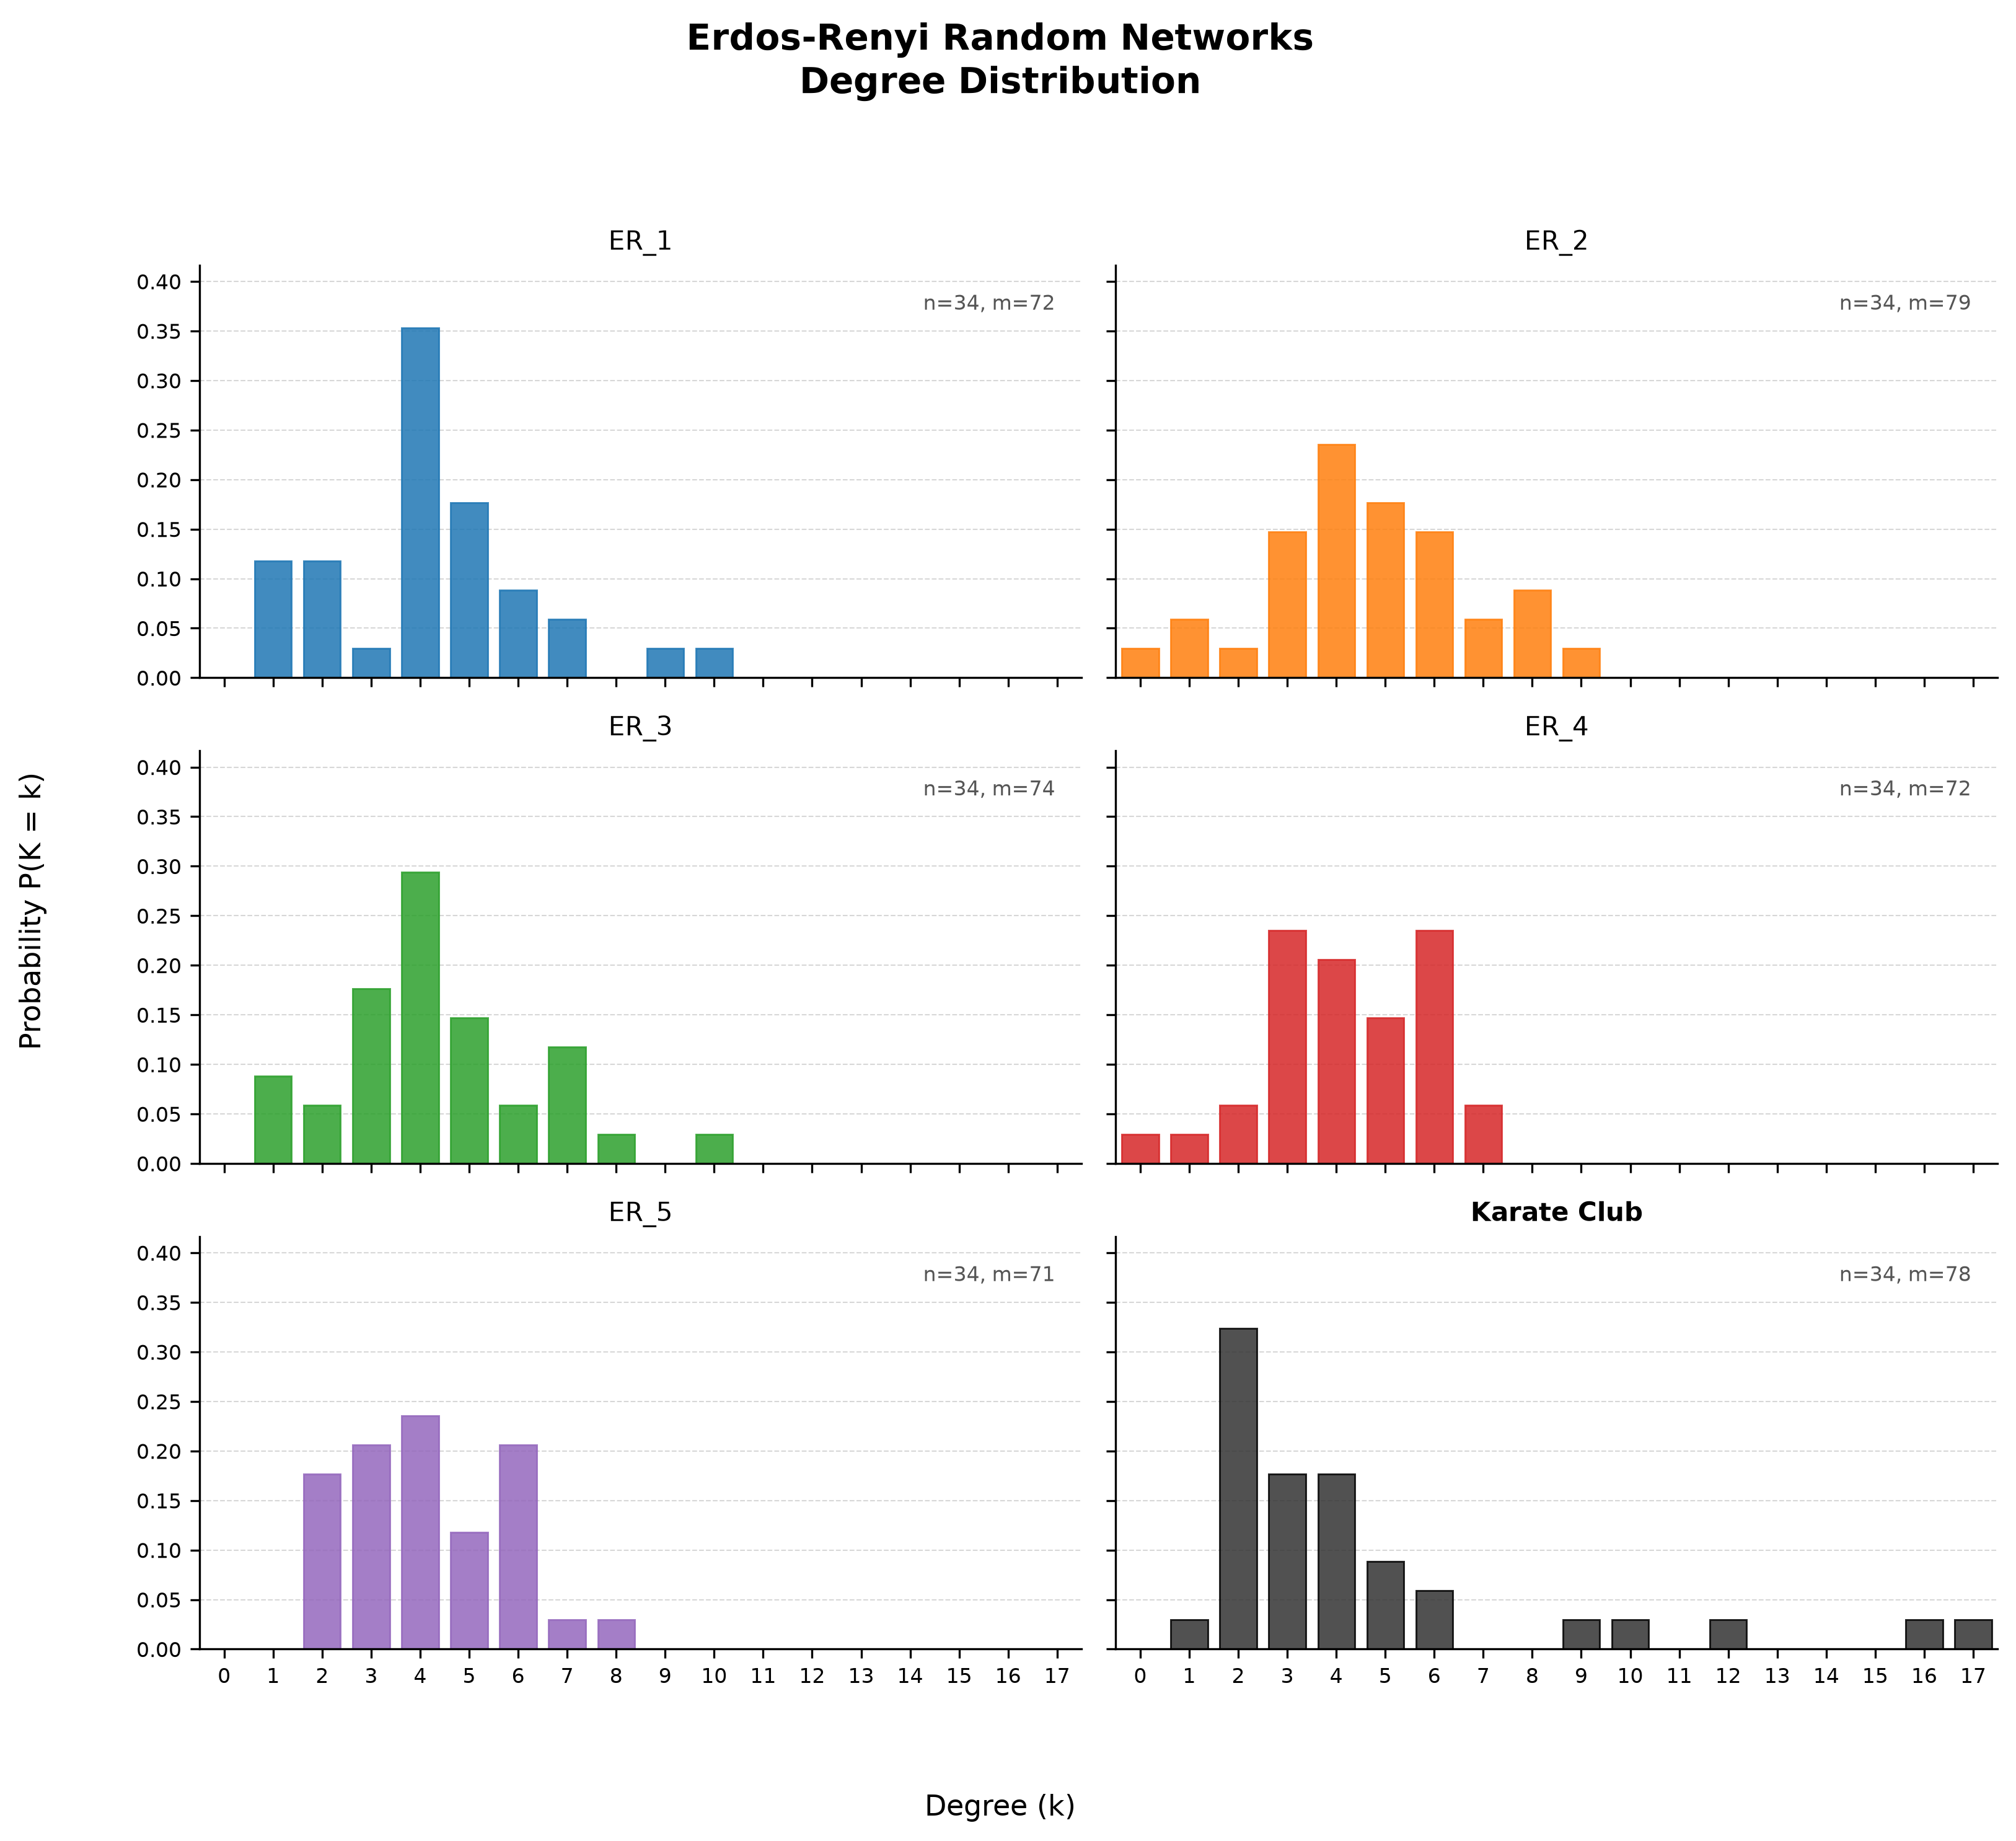 Erdos-Renyi Random Networks
Degree Distribution
ER_1
0.40
0.35
0.30
0.25
0.20
0.15
0.10
0.05
0.00
n=34, m=72
ER_2
n=34, m=79
Probability P(K = k)
ER_3
0.40
0.35
0.30
0.25
0.20
0.15
0.10
0.05
0.00
n=34, m=74
ER_4
n=34, m=72
ER_5
0.40
0.35
0.30
0.25
0.20
0.15
0.10
0.05
0.00
n=34, m=71
0 1 2 3 4 5 6 7 8 9 10 11 12 13 14 15 16 17
Karate Club
n=34, m=78
0 1 2 3 4 5 6 7 8 9 10 11 12 13 14 15 16 17
Degree (k)